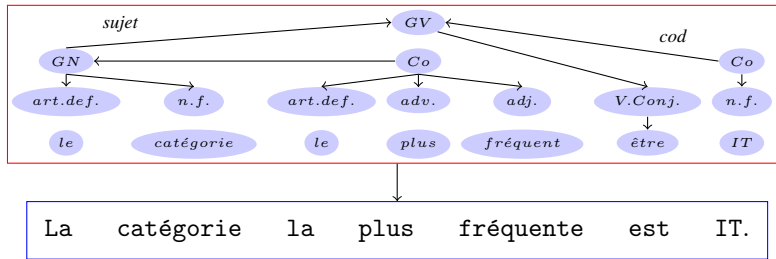 sujet GV cod
GN Co Co
art.def. n.f. art.def. adv. adj. V.Conj. n.f.
le catégorie le plus fréquent être IT
La catégorie la plus fréquente est IT.